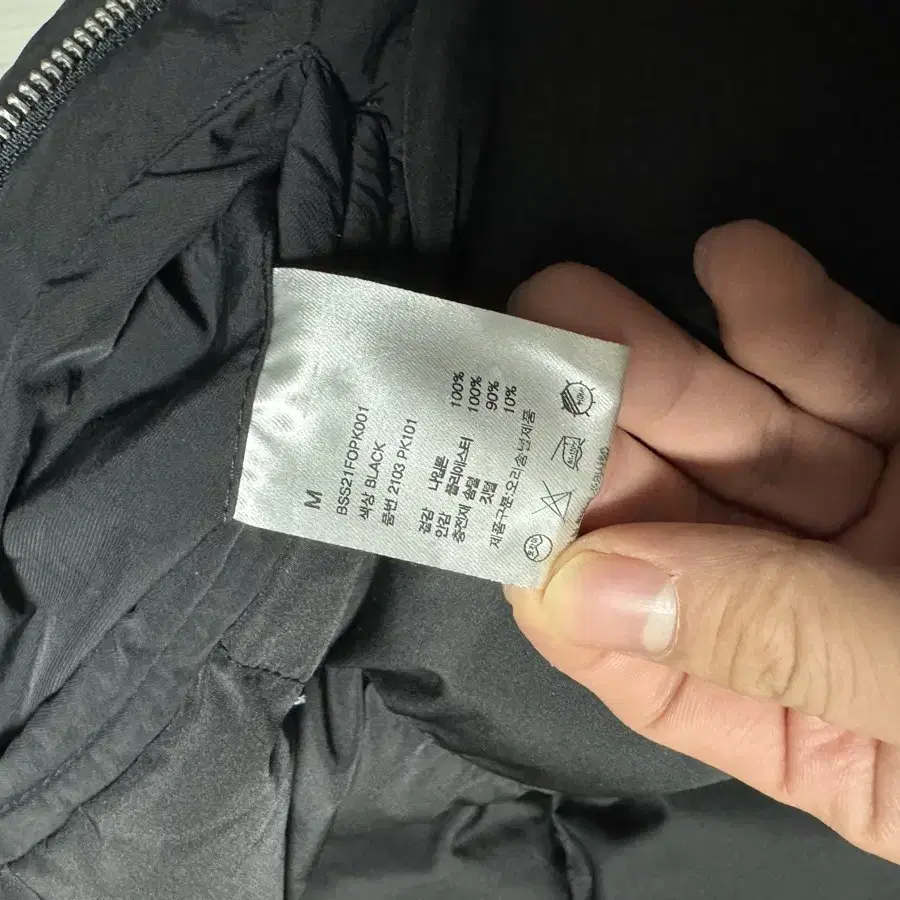 M
BSS21FOPK001
색상 BLACK
품번 2103 PK101
겉감 나일론 100%
안감 폴리에스터 100%
충전재 솜털 90%
깃털 10%
제품구분:오리솜털제품